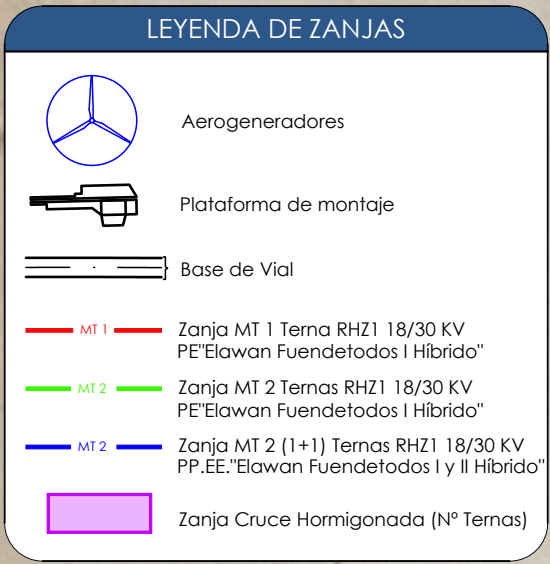 LEYENDA DE ZANJAS
Aerogeneradores
Plataforma de montaje
Base de Vial
MT 1 Zanja MT 1 Terna RHZ1 18/30 KV
PE"Elawan Fuendetodos I Híbrido"
MT 2 Zanja MT 2 Ternas RHZ1 18/30 KV
PE"Elawan Fuendetodos I Híbrido"
MT 2 Zanja MT 2 (1+1) Ternas RHZ1 18/30 KV
PP.EE."Elawan Fuendetodos I y II Híbrido"
Zanja Cruce Hormigonada (Nº Ternas)